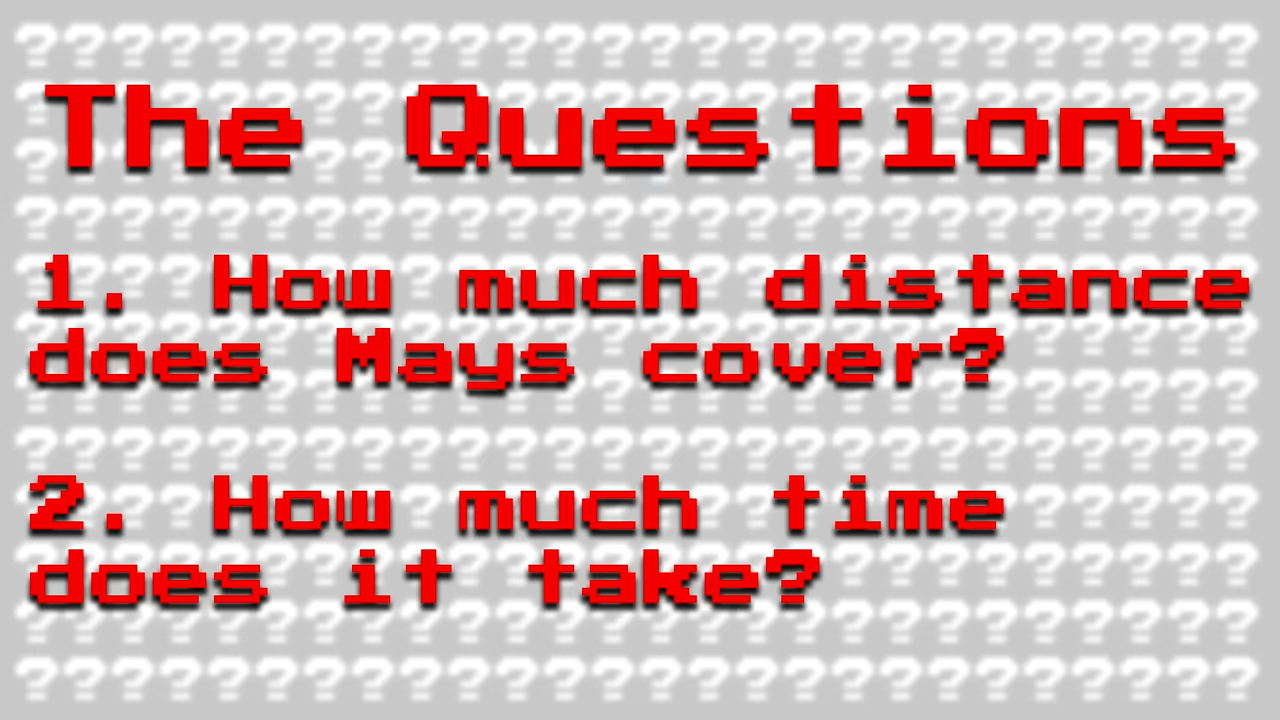 The Questions
1. How much distance
does Mays cover?
2. How much time
does it take?